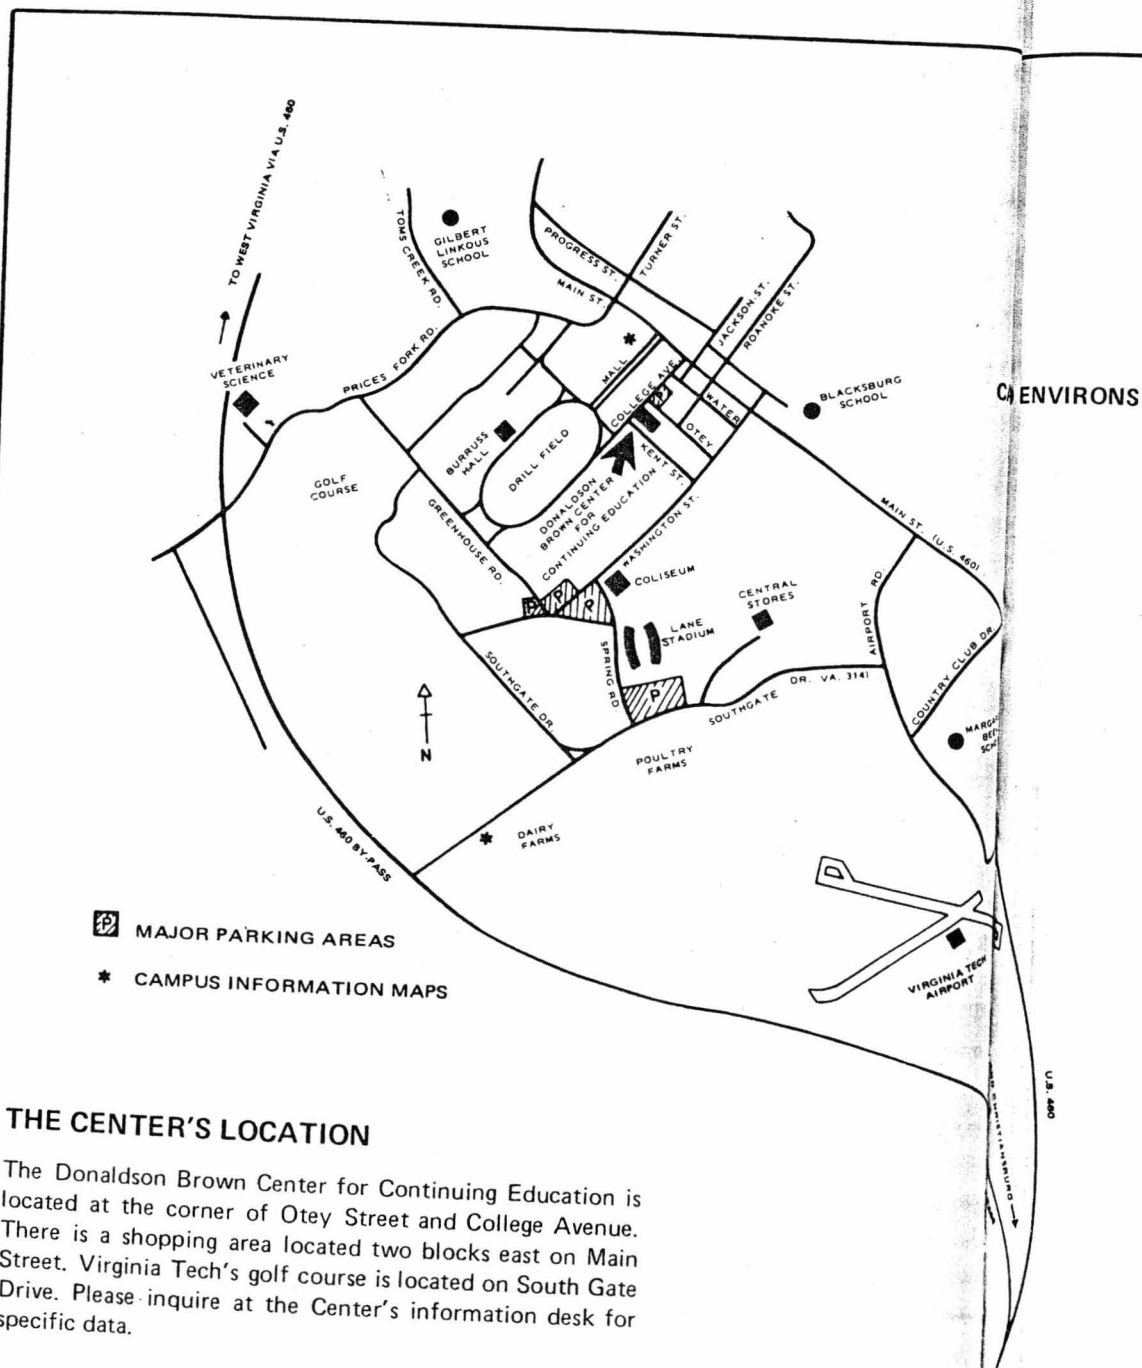 TO WEST VIRGINIA VIA U.S. 460
TOMS CREEK RD.
GILBERT
LINKOUS
SCHOOL
PROGRESS ST.
TURNER ST.
MAIN ST.
JACKSON ST.
ROANOKE ST.
VETERINARY
SCIENCE
PRICES FORK RD.
MALL
COLLEGE AVE.
P
WATER
OTEY
BLACKSBURG
SCHOOL
ENVIRONS
BURRUSS
HALL
DRILL FIELD
GOLF
COURSE
DONALDSON
BROWN CENTER
FOR
CONTINUING EDUCATION
KENT ST.
WASHINGTON ST.
MAIN ST. (U.S. 460)
GREENHOUSE RD.
P
P
P
COLISEUM
CENTRAL
STORES
LANE
STADIUM
AIRPORT RD.
COUNTRY CLUB DR.
SPRING RD
SOUTHGATE DR.
P
SOUTHGATE DR. VA. 3141
N
POULTRY
FARMS
DAIRY
FARMS
U.S. 460 BY-PASS
VIRGINIA TECH
AIRPORT
U.S. 460
CHRISTIANSBURG
P MAJOR PARKING AREAS
* CAMPUS INFORMATION MAPS
THE CENTER'S LOCATION
The Donaldson Brown Center for Continuing Education is
located at the corner of Otey Street and College Avenue.
There is a shopping area located two blocks east on Main
Street. Virginia Tech's golf course is located on South Gate
Drive. Please inquire at the Center's information desk for
specific data.